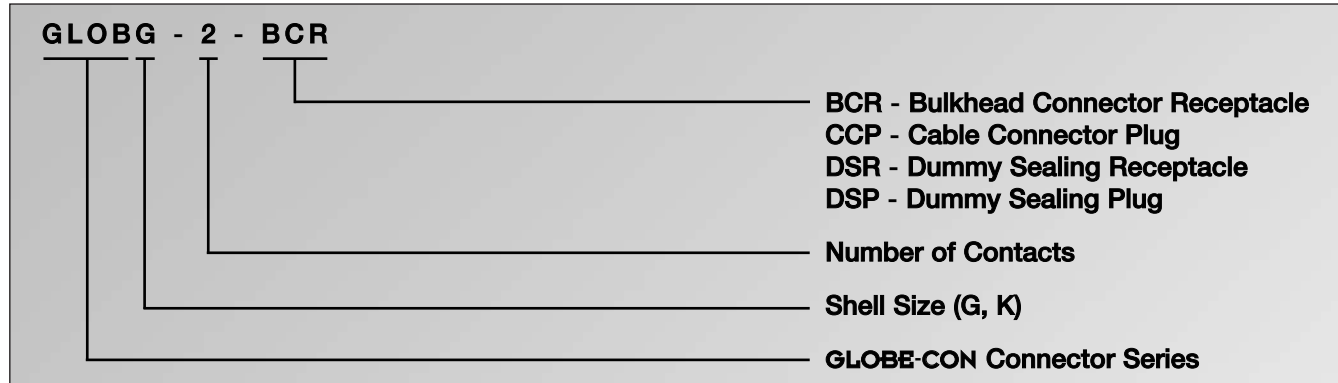 GLOBG - 2 - BCR
BCR - Bulkhead Connector Receptacle
CCP - Cable Connector Plug
DSR - Dummy Sealing Receptacle
DSP - Dummy Sealing Plug
Number of Contacts
Shell Size (G, K)
GLOBE-CON Connector Series